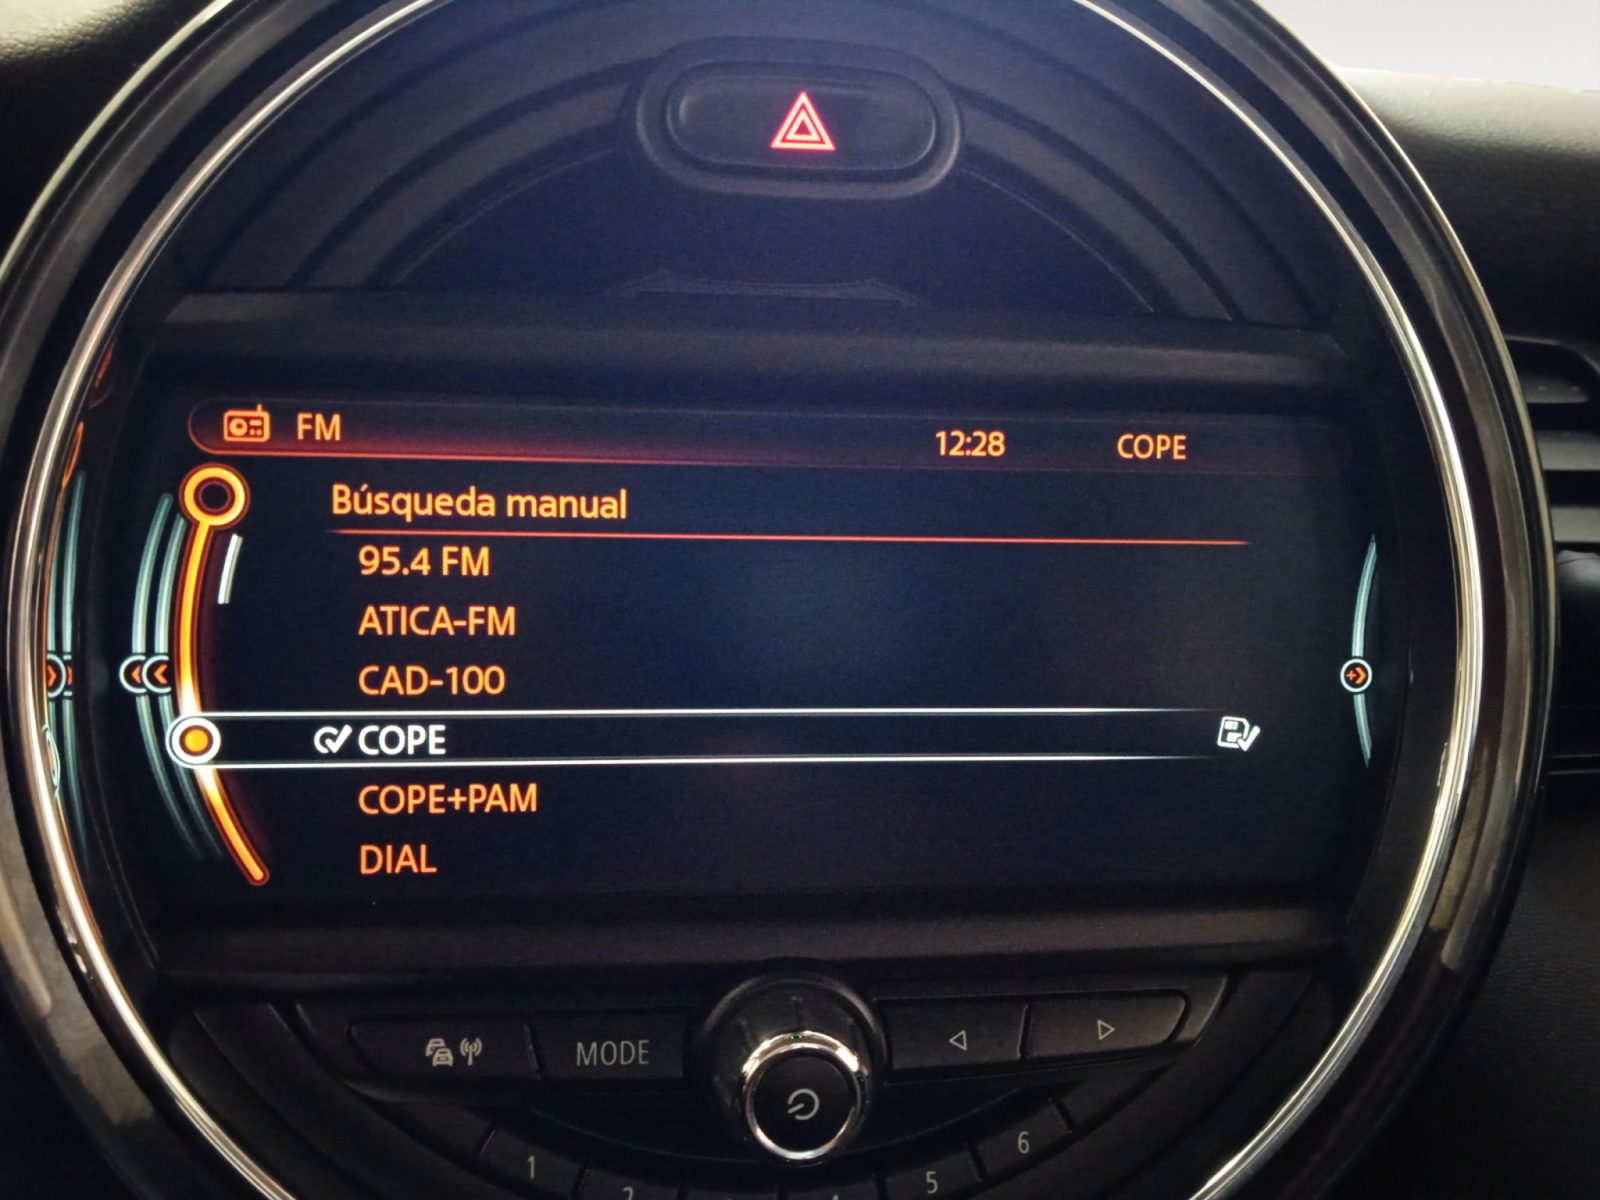 FM 12:28 COPE
Búsqueda manual
95.4 FM
ATICA-FM
CAD-100
COPE
COPE+PAM
DIAL
MODE
1 2 5 6